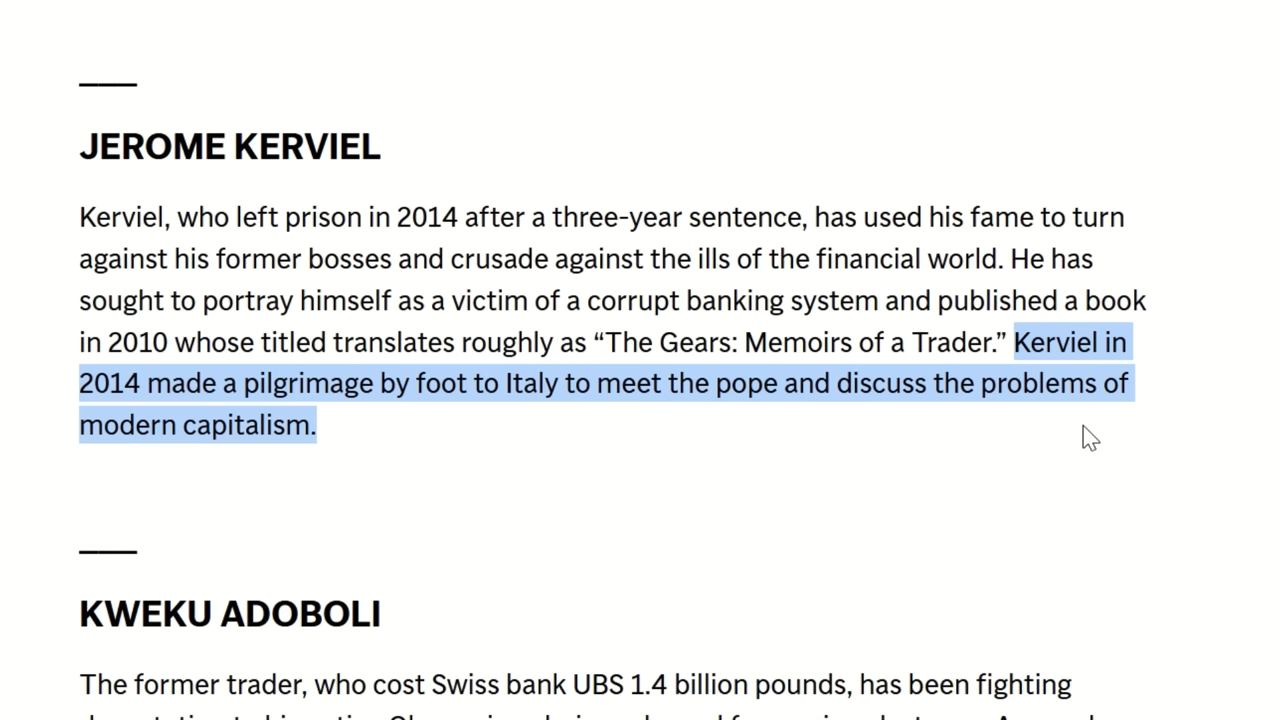 JEROME KERVIEL
Kerviel, who left prison in 2014 after a three-year sentence, has used his fame to turn
against his former bosses and crusade against the ills of the financial world. He has
sought to portray himself as a victim of a corrupt banking system and published a book
in 2010 whose titled translates roughly as “The Gears: Memoirs of a Trader.” Kerviel in
2014 made a pilgrimage by foot to Italy to meet the pope and discuss the problems of
modern capitalism.
KWEKU ADOBOLI
The former trader, who cost Swiss bank UBS 1.4 billion pounds, has been fighting